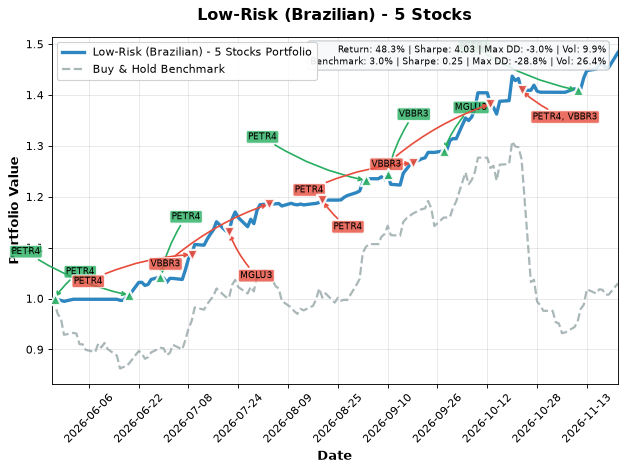 Low-Risk (Brazilian) - 5 Stocks
Low-Risk (Brazilian) - 5 Stocks Portfolio
Buy & Hold Benchmark
Return: 48.3% | Sharpe: 4.03 | Max DD: -3.0% | Vol: 9.9%
Benchmark: 3.0% | Sharpe: 0.25 | Max DD: -28.8% | Vol: 26.4%
1.5
1.4
1.3
1.2
1.1
1.0
0.9
Portfolio Value
PETR4
PETR4
PETR4
VBBR3
PETR4
MGLU3
PETR4
PETR4
PETR4
VBBR3
VBBR3
MGLU3
PETR4, VBBR3
2026-06-06
2026-06-22
2026-07-08
2026-07-24
2026-08-09
2026-08-25
2026-09-10
2026-09-26
2026-10-12
2026-10-28
2026-11-13
Date